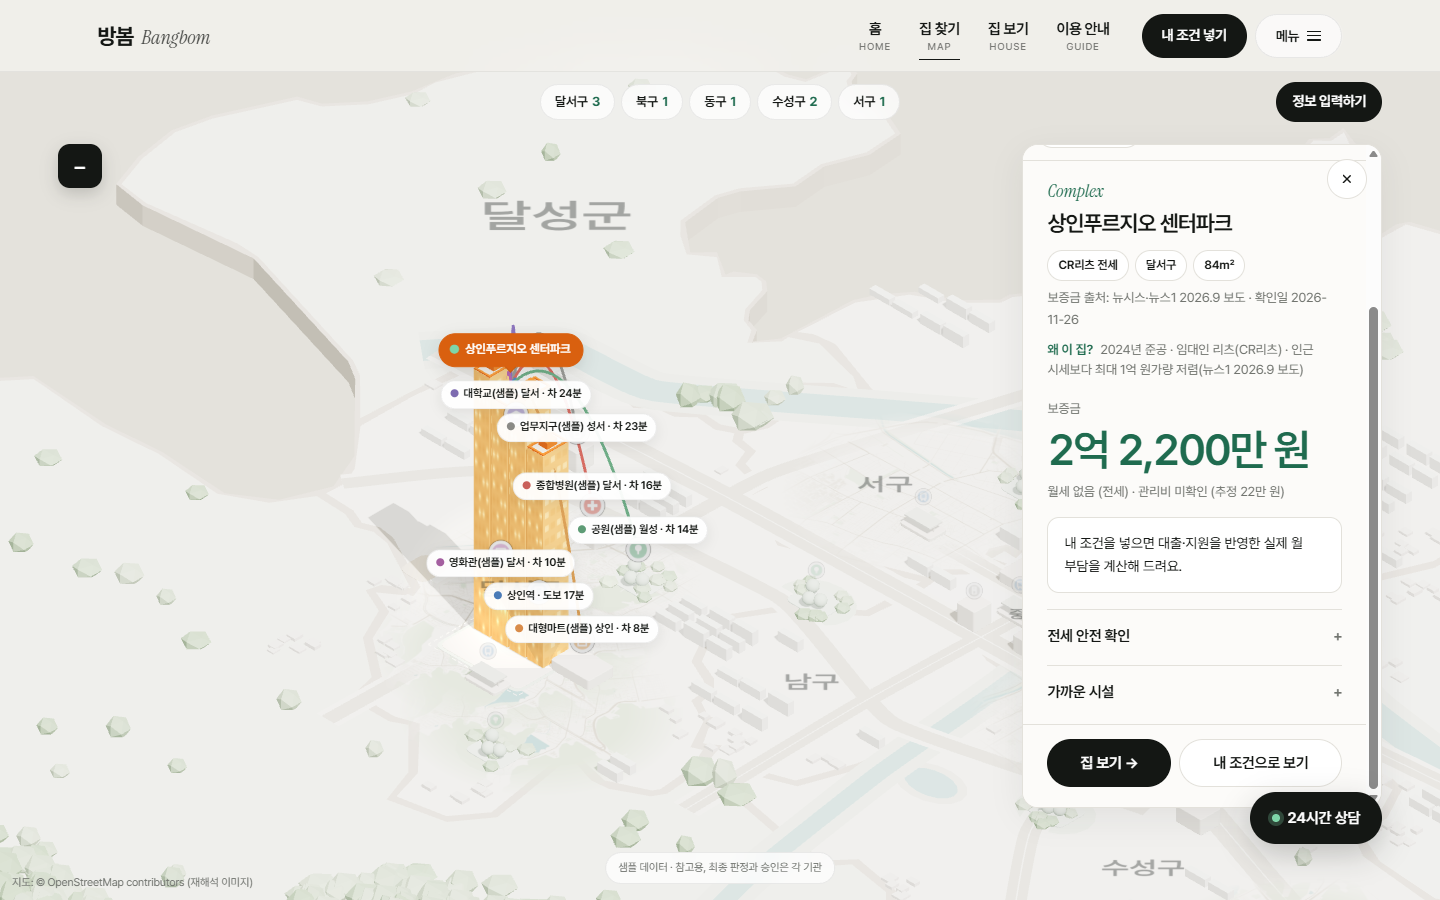 방봄 Bangbom
홈
HOME
집 찾기
MAP
집 보기
HOUSE
이용 안내
GUIDE
내 조건 넣기
메뉴
달서구 3
북구 1
동구 1
수성구 2
서구 1
정보 입력하기
달성군
상인푸르지오 센터파크
대학교(샘플) 달서 · 차 24분
업무지구(샘플) 성서 · 차 23분
종합병원(샘플) 달서 · 차 16분
공원(샘플) 월성 · 차 14분
영화관(샘플) 달서 · 차 10분
상인역 · 도보 17분
대형마트(샘플) 상인 · 차 8분
서구
남구
수성구
Complex
상인푸르지오 센터파크
CR리츠 전세
달서구
84m²
보증금 출처: 뉴시스·뉴스1 2026.9 보도 · 확인일 2026-
11-26
왜 이 집? 2024년 준공 · 임대인 리츠(CR리츠) · 인근
시세보다 최대 1억 원가량 저렴(뉴스1 2026.9 보도)
보증금
2억 2,200만 원
월세 없음 (전세) · 관리비 미확인 (추정 22만 원)
내 조건을 넣으면 대출·지원을 반영한 실제 월
부담을 계산해 드려요.
전세 안전 확인 +
가까운 시설 +
집 보기 →
내 조건으로 보기
24시간 상담
샘플 데이터 · 참고용, 최종 판정과 승인은 각 기관
지도: © OpenStreetMap contributors (재해석 이미지)